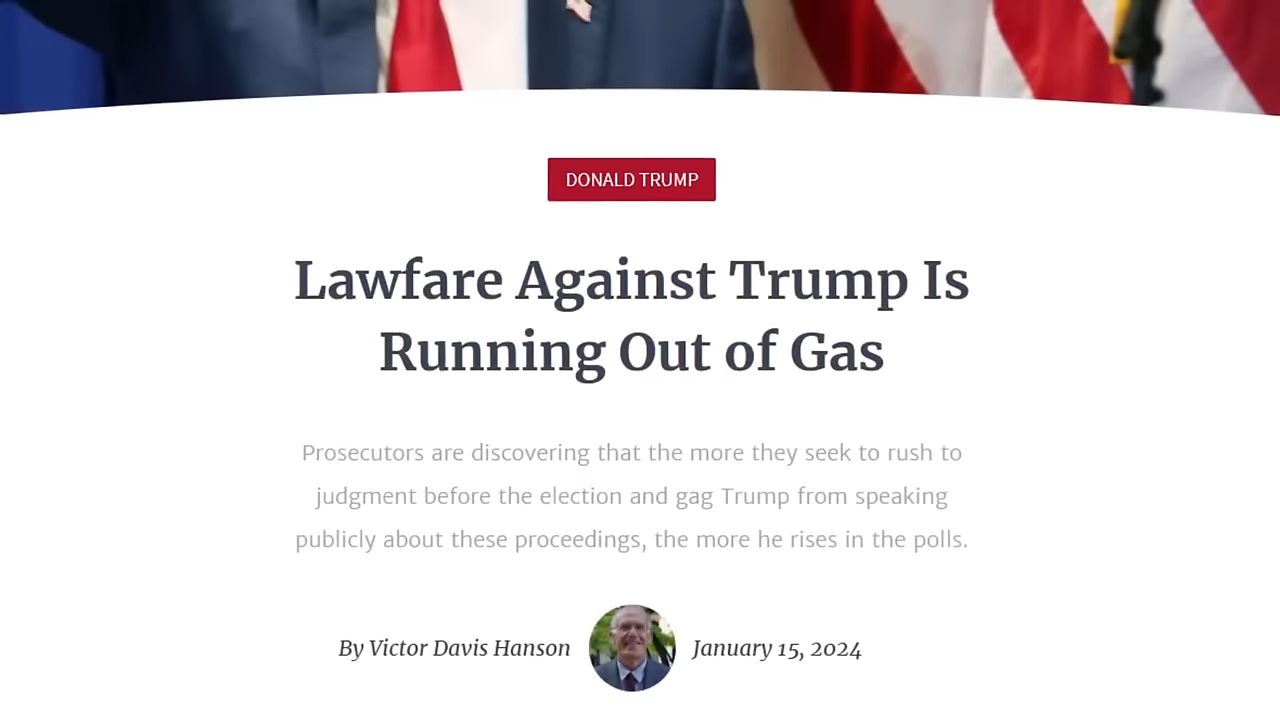 DONALD TRUMP
Lawfare Against Trump Is
Running Out of Gas
Prosecutors are discovering that the more they seek to rush to
judgment before the election and gag Trump from speaking
publicly about these proceedings, the more he rises in the polls.
By Victor Davis Hanson January 15, 2024